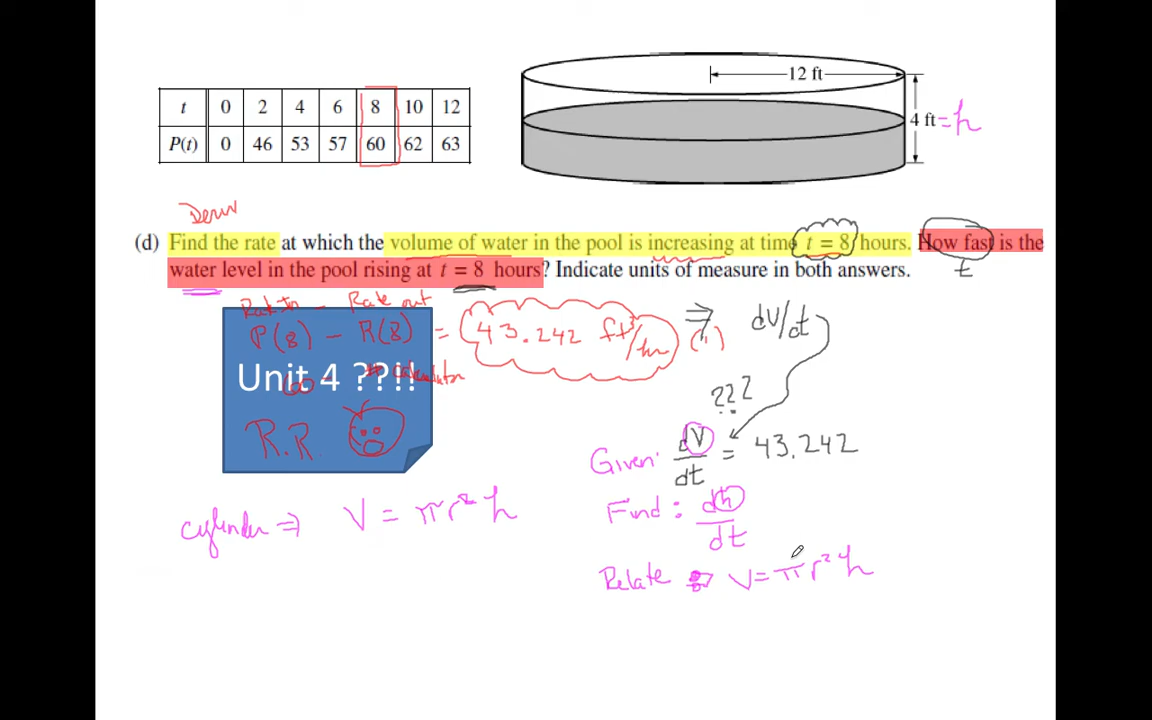 12 ft
4 ft = h
t 0 2 4 6 8 10 12
P(t) 0 46 53 57 60 62 63
Deriv
(d) Find the rate at which the volume of water in the pool is increasing at time t = 8 hours. How fast is the
water level in the pool rising at t = 8 hours? Indicate units of measure in both answers.
t
Rate In - Rate out
P(8) - R(8) = 43.242 ft³/hr (1) ⇒ dV/dt
Unit 4 ??!!
60 - calculator
???
R.R.
Given: dV/dt = 43.242
Find: dh/dt
cylinder ⇒ V = πr²h
Relate V = πr²h